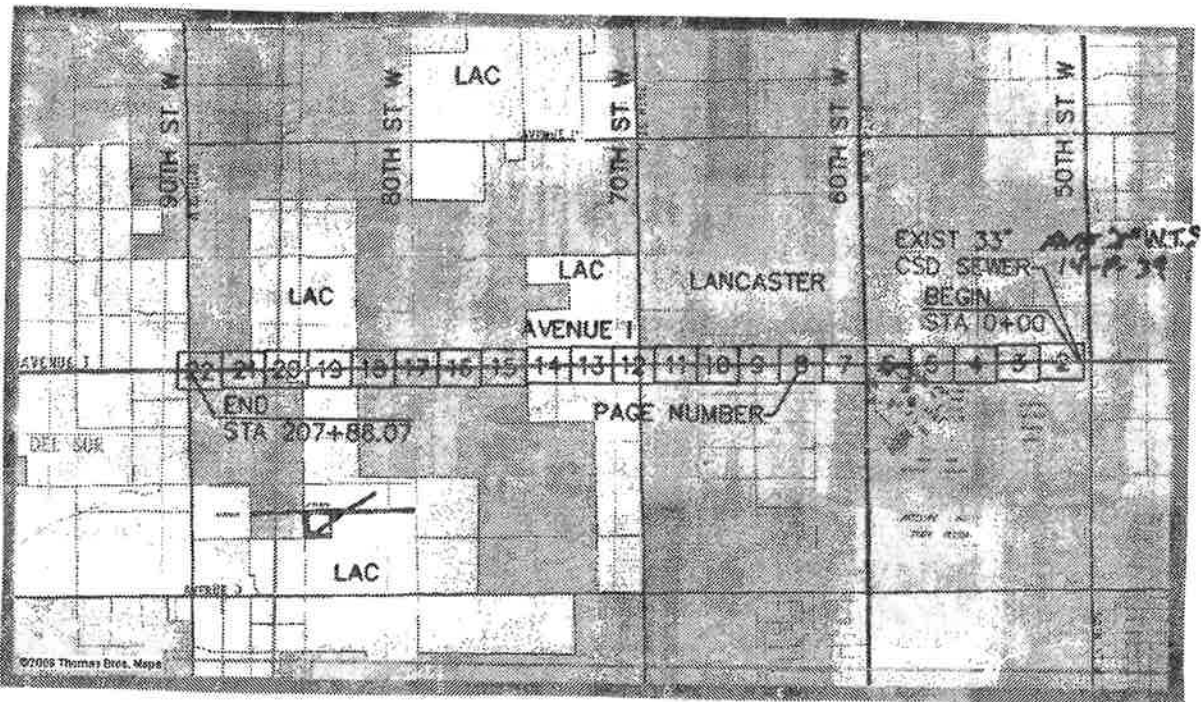 90TH ST W
80TH ST W
70TH ST W
60TH ST W
50TH ST W
LAC
LAC
LAC
LANCASTER
EXIST 33"
CSD SEWER
W.T.S
BEGIN
STA 0+00
AVENUE I
AVENUE I
22 21 20 19 18 17 16 15 14 13 12 11 10 9 8 7 6 5 4 3 2
END
STA 207+88.07
PAGE NUMBER
DEL SUR
LAC
AVENUE J
©2009 Thomas Bros. Maps